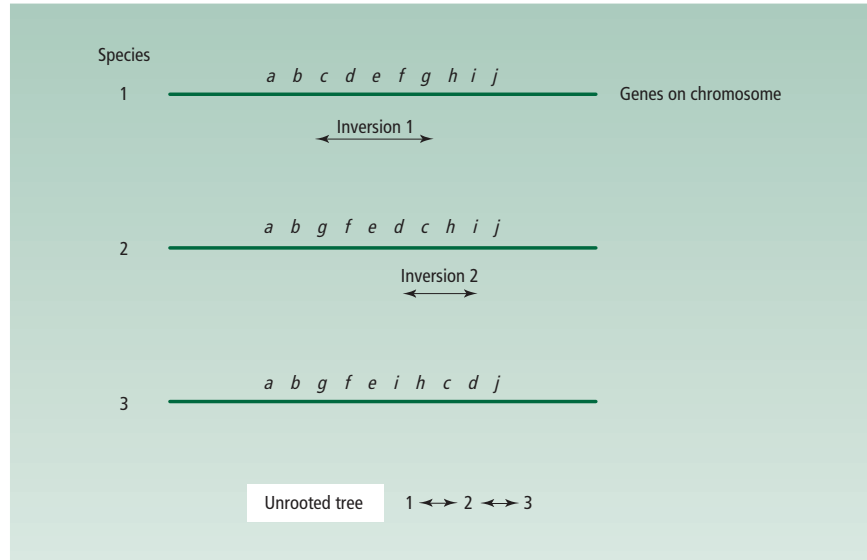 Species
a b c d e f g h i j
1 Genes on chromosome
Inversion 1
a b g f e d c h i j
2
Inversion 2
a b g f e i h c d j
3
Unrooted tree 1 ↔ 2 ↔ 3